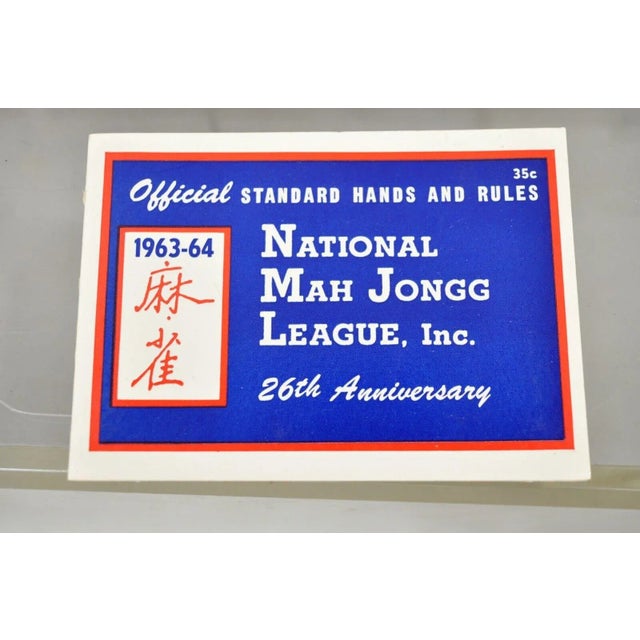 35c
Official STANDARD HANDS AND RULES
1963-64
麻
雀
NATIONAL
MAH JONGG
LEAGUE, Inc.
26th Anniversary